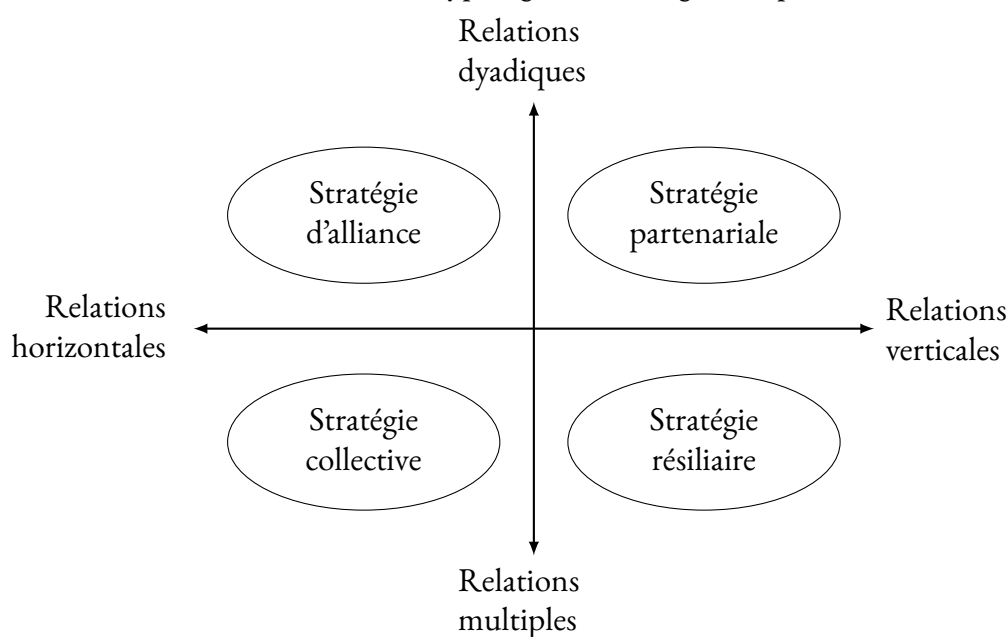 Relations
dyadiques
Stratégie
d'alliance
Stratégie
partenariale
Relations
horizontales
Relations
verticales
Stratégie
collective
Stratégie
résiliaire
Relations
multiples